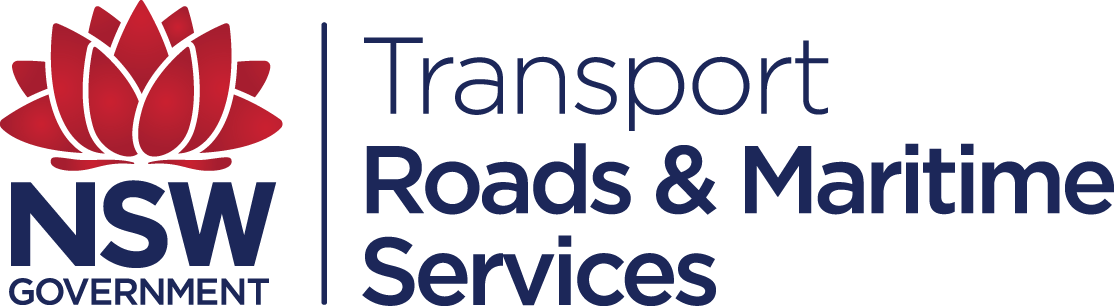 NSW
GOVERNMENT
Transport
Roads & Maritime
Services